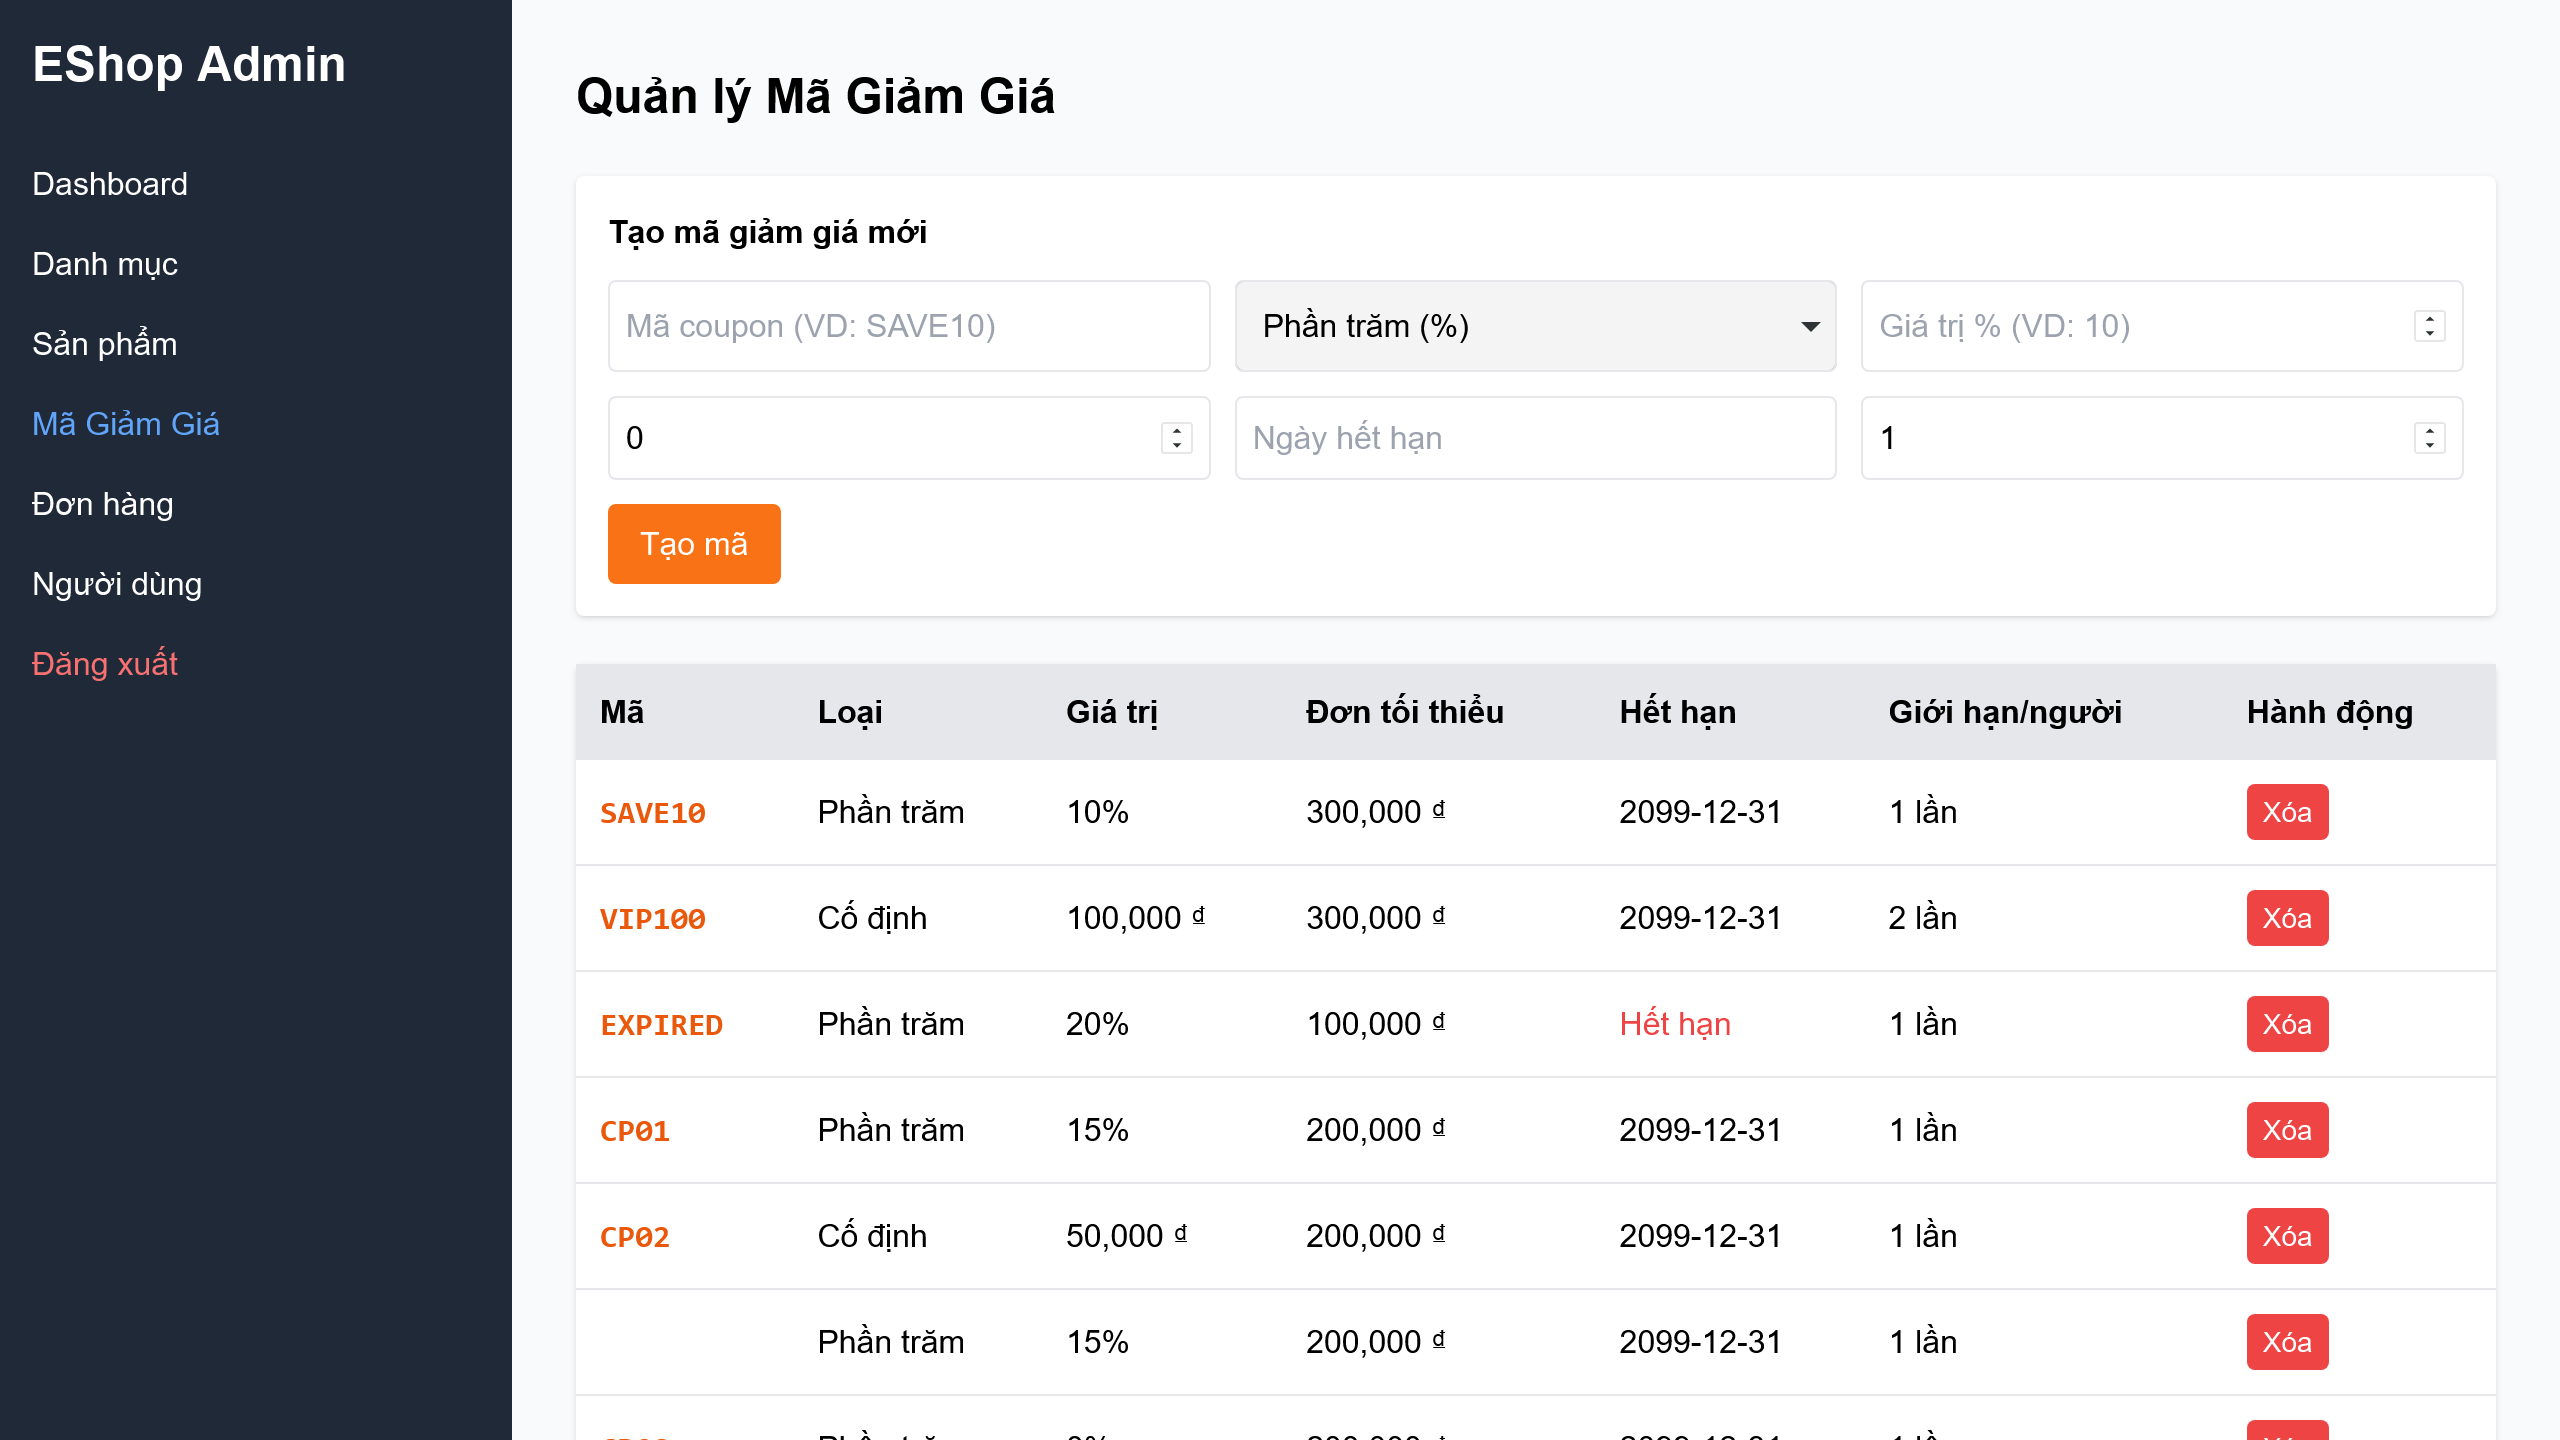 EShop Admin
Dashboard
Danh mục
Sản phẩm
Mã Giảm Giá
Đơn hàng
Người dùng
Đăng xuất
Quản lý Mã Giảm Giá
Tạo mã giảm giá mới
Mã coupon (VD: SAVE10) Phần trăm (%) Giá trị % (VD: 10)
0 Ngày hết hạn 1
Tạo mã
Mã Loại Giá trị Đơn tối thiểu Hết hạn Giới hạn/người Hành động
SAVE10 Phần trăm 10% 300,000 ₫ 2099-12-31 1 lần Xóa
VIP100 Cố định 100,000 ₫ 300,000 ₫ 2099-12-31 2 lần Xóa
EXPIRED Phần trăm 20% 100,000 ₫ Hết hạn 1 lần Xóa
CP01 Phần trăm 15% 200,000 ₫ 2099-12-31 1 lần Xóa
CP02 Cố định 50,000 ₫ 200,000 ₫ 2099-12-31 1 lần Xóa
Phần trăm 15% 200,000 ₫ 2099-12-31 1 lần Xóa